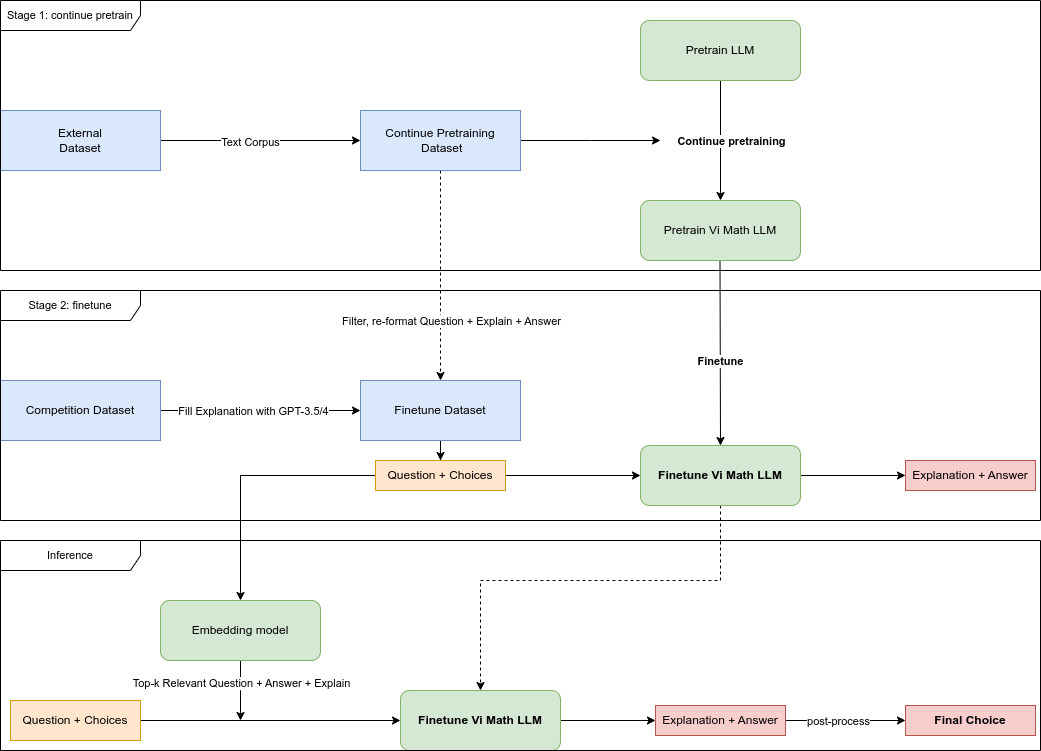 Stage 1: continue pretrain
Pretrain LLM
External
Dataset
Text Corpus
Continue Pretraining
Dataset
Continue pretraining
Pretrain Vi Math LLM
Stage 2: finetune
Filter, re-format Question + Explain + Answer
Finetune
Competition Dataset
Fill Explanation with GPT-3.5/4
Finetune Dataset
Question + Choices
Finetune Vi Math LLM
Explanation + Answer
Inference
Embedding model
Top-k Relevant Question + Answer + Explain
Question + Choices
Finetune Vi Math LLM
Explanation + Answer
post-process
Final Choice